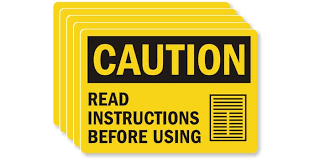 CAUTION
READ
INSTRUCTIONS
BEFORE USING